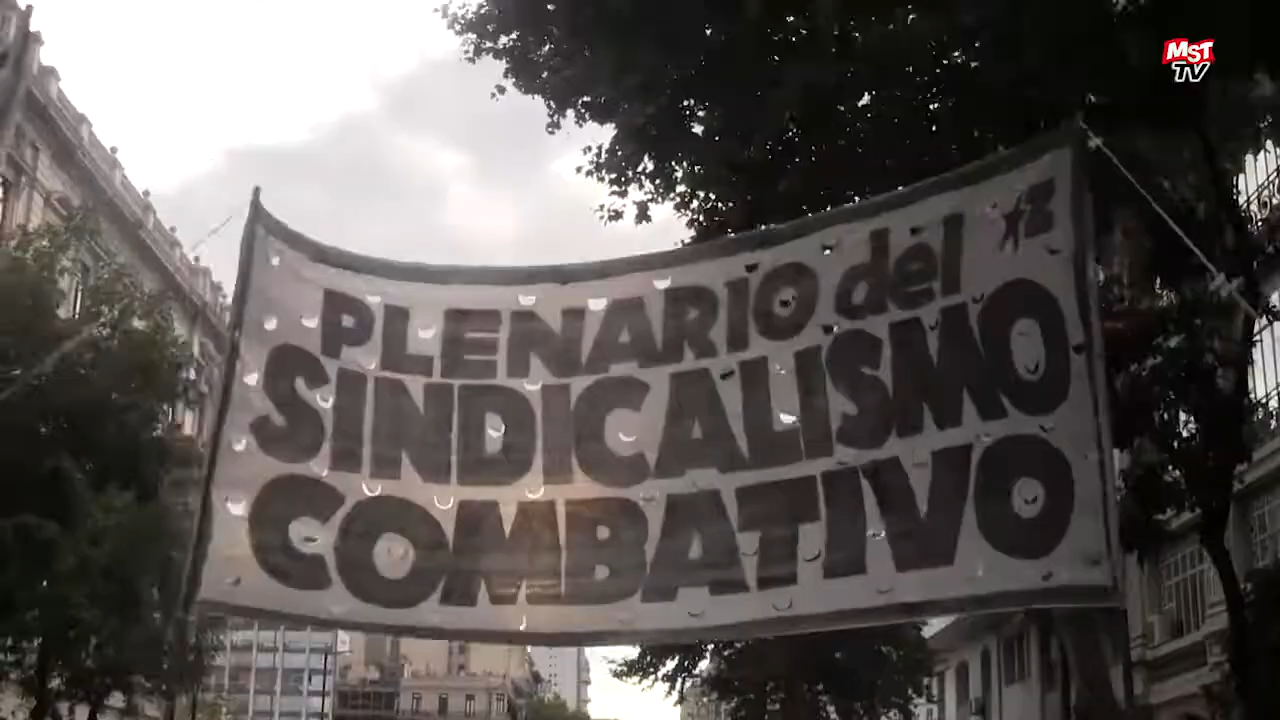 MST
TV
PLENARIO del
SINDICALISMO
COMBATIVO